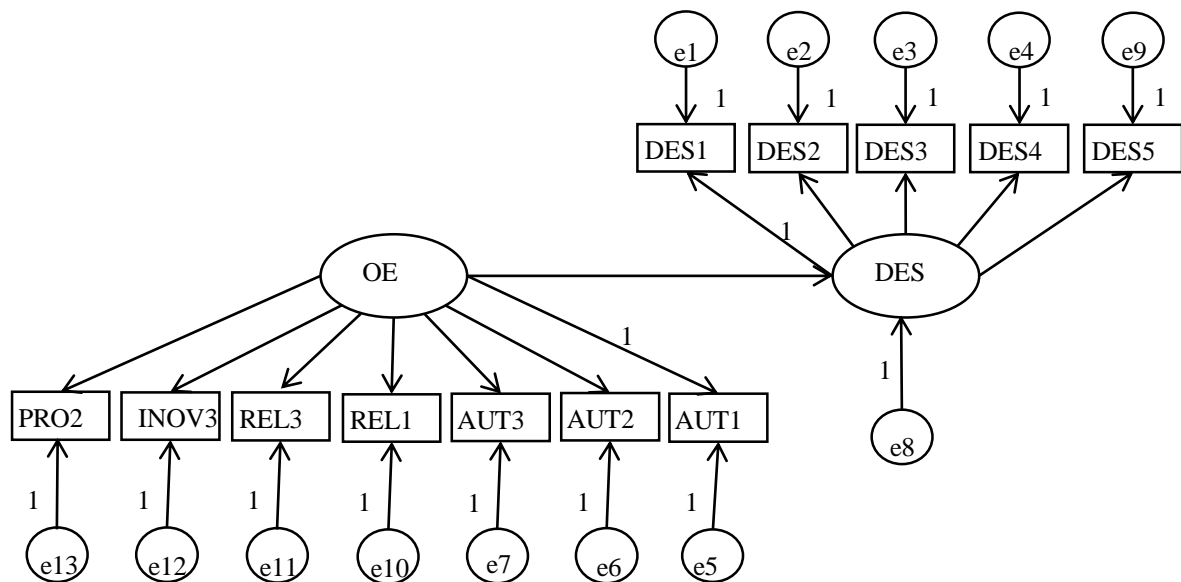 e1 e2 e3 e4 e9
1 1 1 1 1
DES1 DES2 DES3 DES4 DES5
1
OE DES
1
1
PRO2 INOV3 REL3 REL1 AUT3 AUT2 AUT1
e8
1 1 1 1 1 1 1
e13 e12 e11 e10 e7 e6 e5